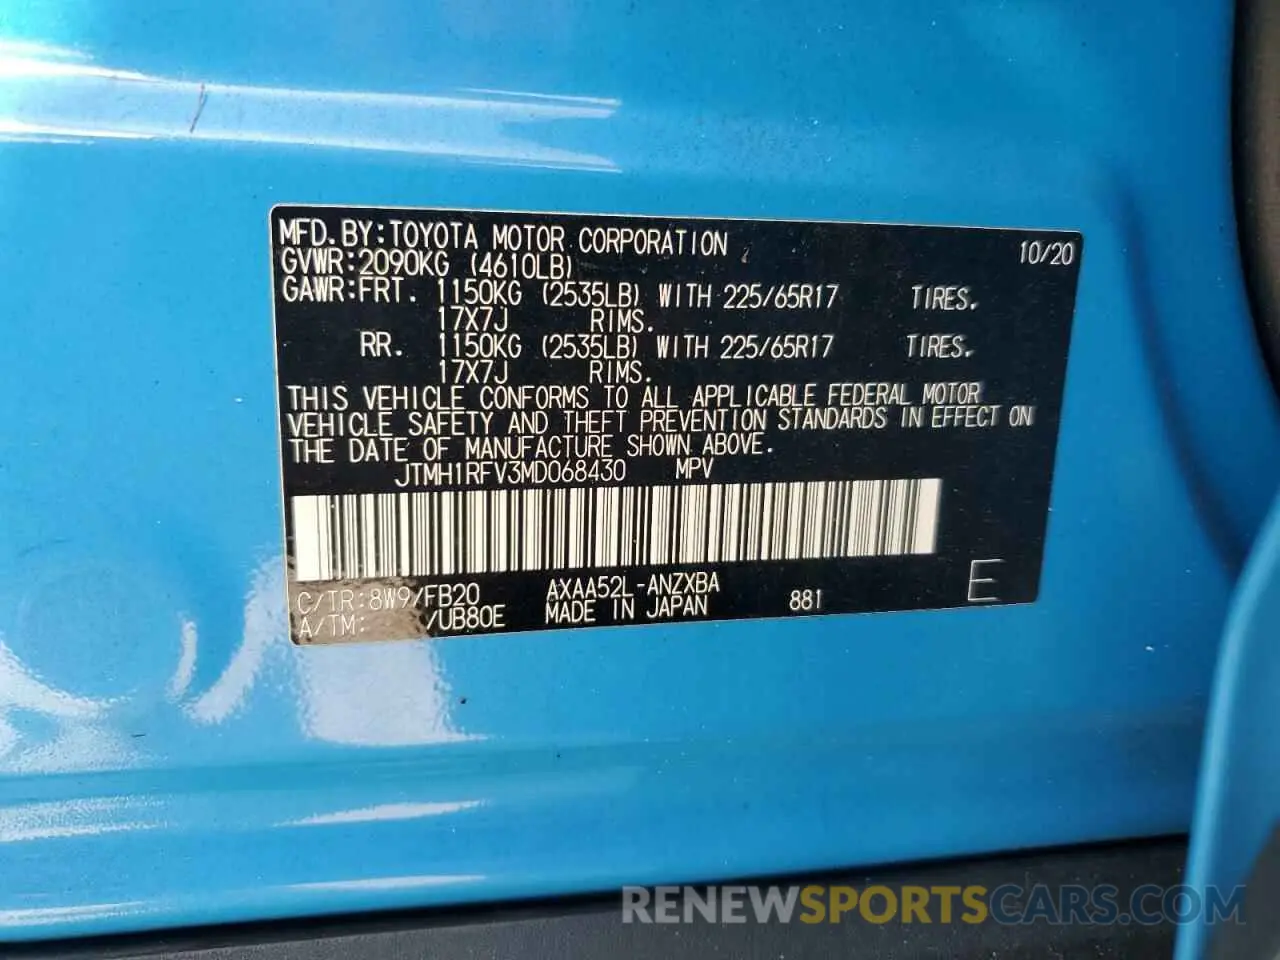 MFD.BY:TOYOTA MOTOR CORPORATION 10/20
GVWR:2090KG (4610LB)
GAWR:FRT. 1150KG (2535LB) WITH 225/65R17 TIRES.
17X7J RIMS.
RR. 1150KG (2535LB) WITH 225/65R17 TIRES.
17X7J RIMS.
THIS VEHICLE CONFORMS TO ALL APPLICABLE FEDERAL MOTOR
VEHICLE SAFETY AND THEFT PREVENTION STANDARDS IN EFFECT ON
THE DATE OF MANUFACTURE SHOWN ABOVE.
JTMH1RFV3MD068430 MPV
C/TR:8W9/FB20 AXAA52L-ANZXBA
A/TM: /UB80E MADE IN JAPAN 881 E
RENEWSPORTSCARS.COM